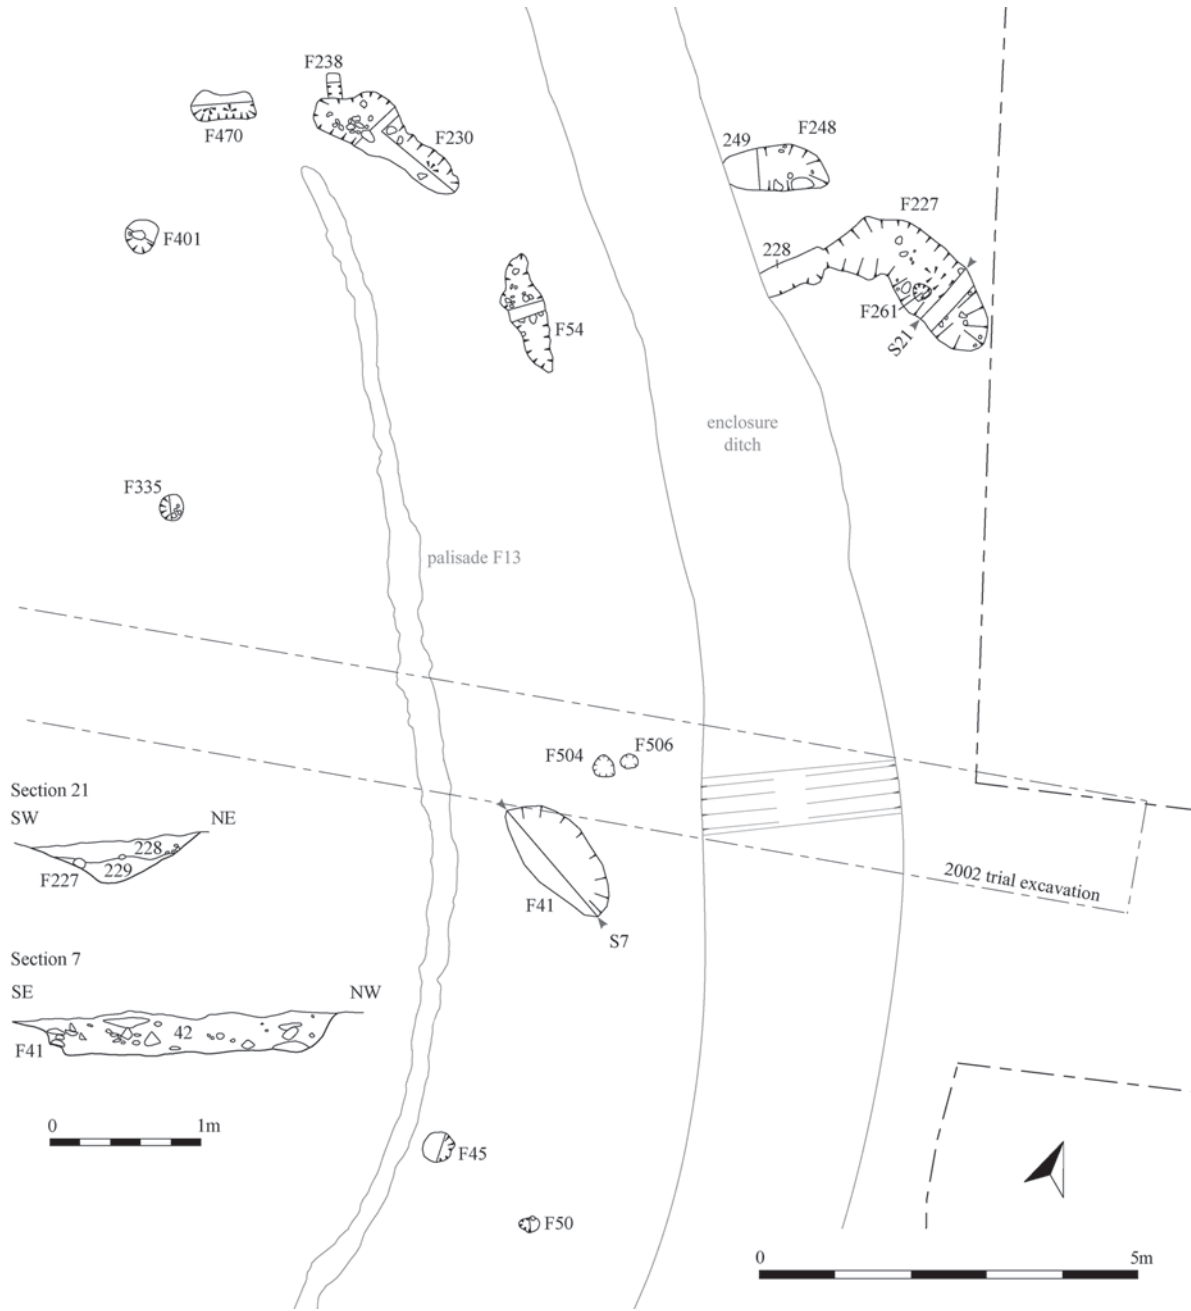 F238
F470
F230
249
F248
F227
F401
228
F261
S21
F54
enclosure
ditch
F335
palisade F13
F504
F506
Section 21
SW
NE
228
229
F227
2002 trial excavation
F41
S7
Section 7
SE
NW
42
F41
0
1m
F45
F50
0
5m